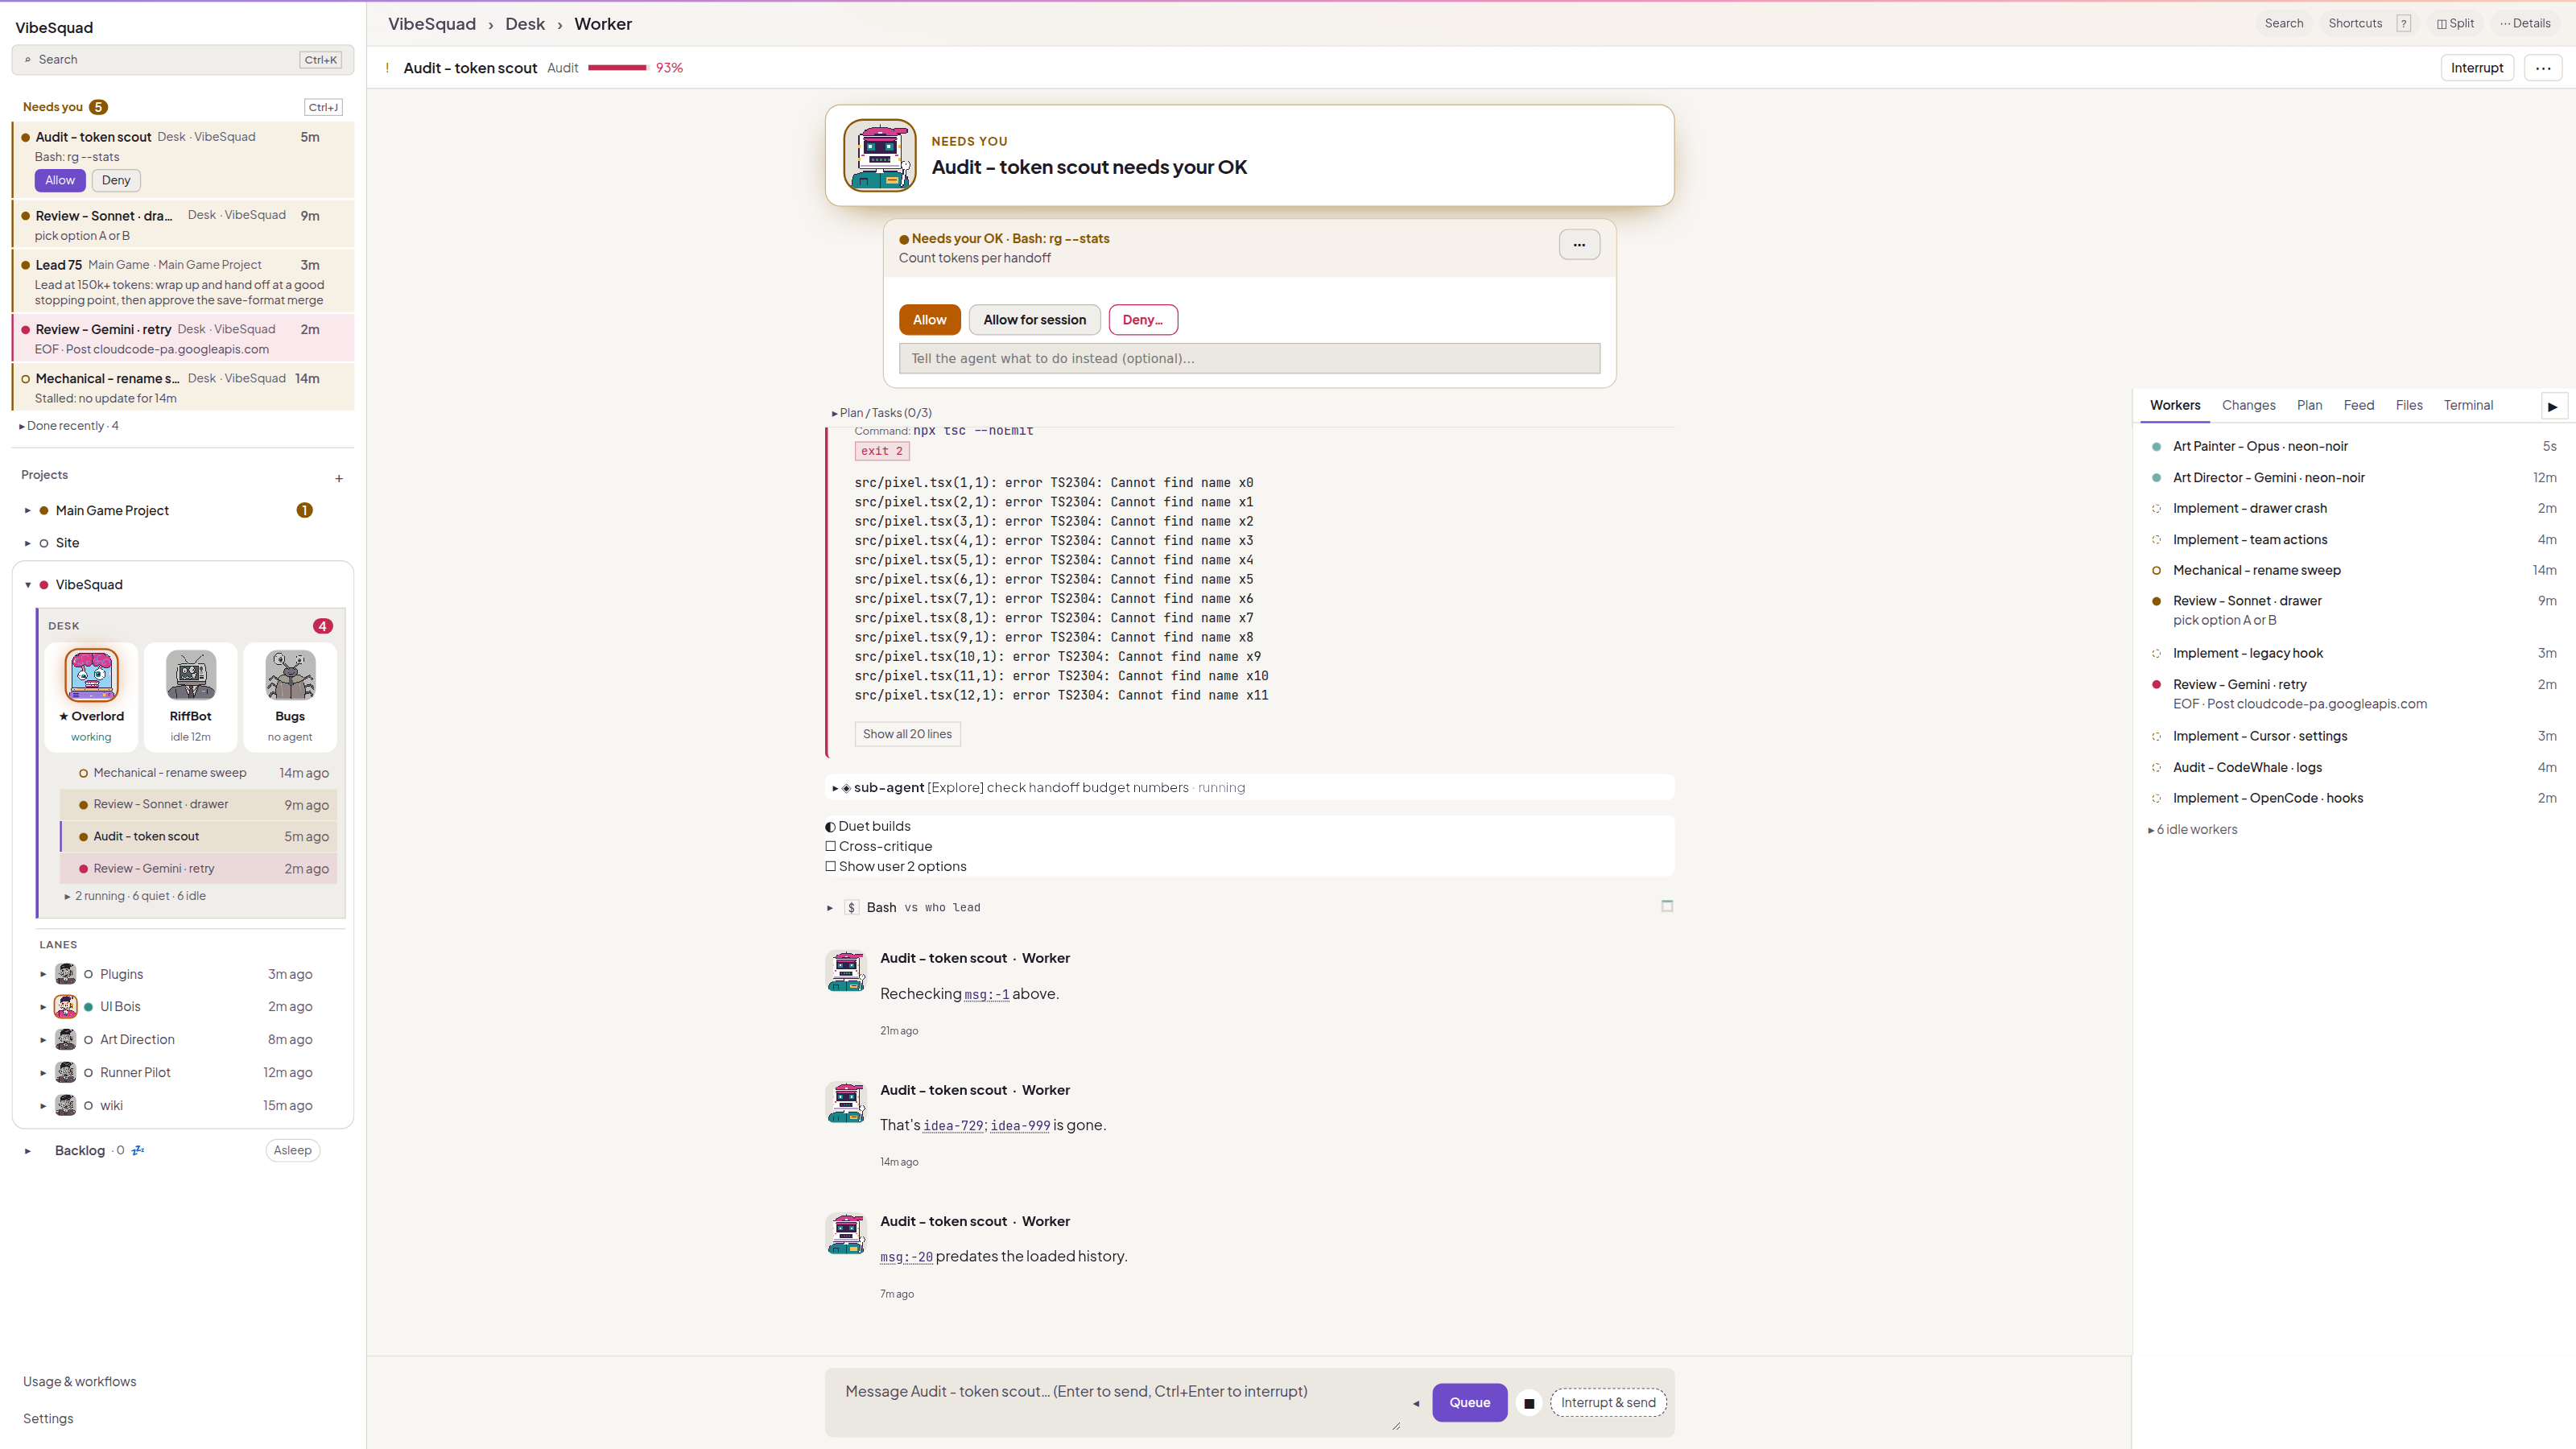 VibeSquad
Search Ctrl+K
Needs you 5 Ctrl+J
Audit - token scout Desk · VibeSquad 5m
Bash: rg --stats
Allow Deny
Review - Sonnet · dra… Desk · VibeSquad 9m
pick option A or B
Lead 75 Main Game · Main Game Project 3m
Lead at 150k+ tokens: wrap up and hand off at a good
stopping point, then approve the save-format merge
Review - Gemini · retry Desk · VibeSquad 2m
EOF · Post cloudcode-pa.googleapis.com
Mechanical - rename s… Desk · VibeSquad 14m
Stalled: no update for 14m
▸ Done recently · 4
Projects +
Main Game Project 1
Site
VibeSquad
DESK 4
★ Overlord RiffBot Bugs
working idle 12m no agent
Mechanical - rename sweep 14m ago
Review - Sonnet · drawer 9m ago
Audit - token scout 5m ago
Review - Gemini · retry 2m ago
▸ 2 running · 6 quiet · 6 idle
LANES
Plugins 3m ago
UI Bois 2m ago
Art Direction 8m ago
Runner Pilot 12m ago
wiki 15m ago
Backlog · 0 💤 Asleep
Usage & workflows
Settings
VibeSquad › Desk › Worker
Search Shortcuts ? Split ··· Details
! Audit - token scout Audit 93%
Interrupt ···
NEEDS YOU
Audit - token scout needs your OK
Needs your OK · Bash: rg --stats
Count tokens per handoff
···
Allow Allow for session Deny…
Tell the agent what to do instead (optional)…
▸ Plan / Tasks (0/3)
Command: npx tsc --noEmit
exit 2
src/pixel.tsx(1,1): error TS2304: Cannot find name x0
src/pixel.tsx(2,1): error TS2304: Cannot find name x1
src/pixel.tsx(3,1): error TS2304: Cannot find name x2
src/pixel.tsx(4,1): error TS2304: Cannot find name x3
src/pixel.tsx(5,1): error TS2304: Cannot find name x4
src/pixel.tsx(6,1): error TS2304: Cannot find name x5
src/pixel.tsx(7,1): error TS2304: Cannot find name x6
src/pixel.tsx(8,1): error TS2304: Cannot find name x7
src/pixel.tsx(9,1): error TS2304: Cannot find name x8
src/pixel.tsx(10,1): error TS2304: Cannot find name x9
src/pixel.tsx(11,1): error TS2304: Cannot find name x10
src/pixel.tsx(12,1): error TS2304: Cannot find name x11
Show all 20 lines
▸ ◈ sub-agent [Explore] check handoff budget numbers · running
◐ Duet builds
☐ Cross-critique
☐ Show user 2 options
▸ $ Bash vs who lead
Audit - token scout · Worker
Rechecking msg:-1 above.
21m ago
Audit - token scout · Worker
That's idea-729; idea-999 is gone.
14m ago
Audit - token scout · Worker
msg:-20 predates the loaded history.
7m ago
Message Audit - token scout… (Enter to send, Ctrl+Enter to interrupt)
Queue Interrupt & send
Workers Changes Plan Feed Files Terminal
Art Painter - Opus · neon-noir 5s
Art Director - Gemini · neon-noir 12m
Implement - drawer crash 2m
Implement - team actions 4m
Mechanical - rename sweep 14m
Review - Sonnet · drawer 9m
pick option A or B
Implement - legacy hook 3m
Review - Gemini · retry 2m
EOF · Post cloudcode-pa.googleapis.com
Implement - Cursor · settings 3m
Audit - CodeWhale · logs 4m
Implement - OpenCode · hooks 2m
▸ 6 idle workers